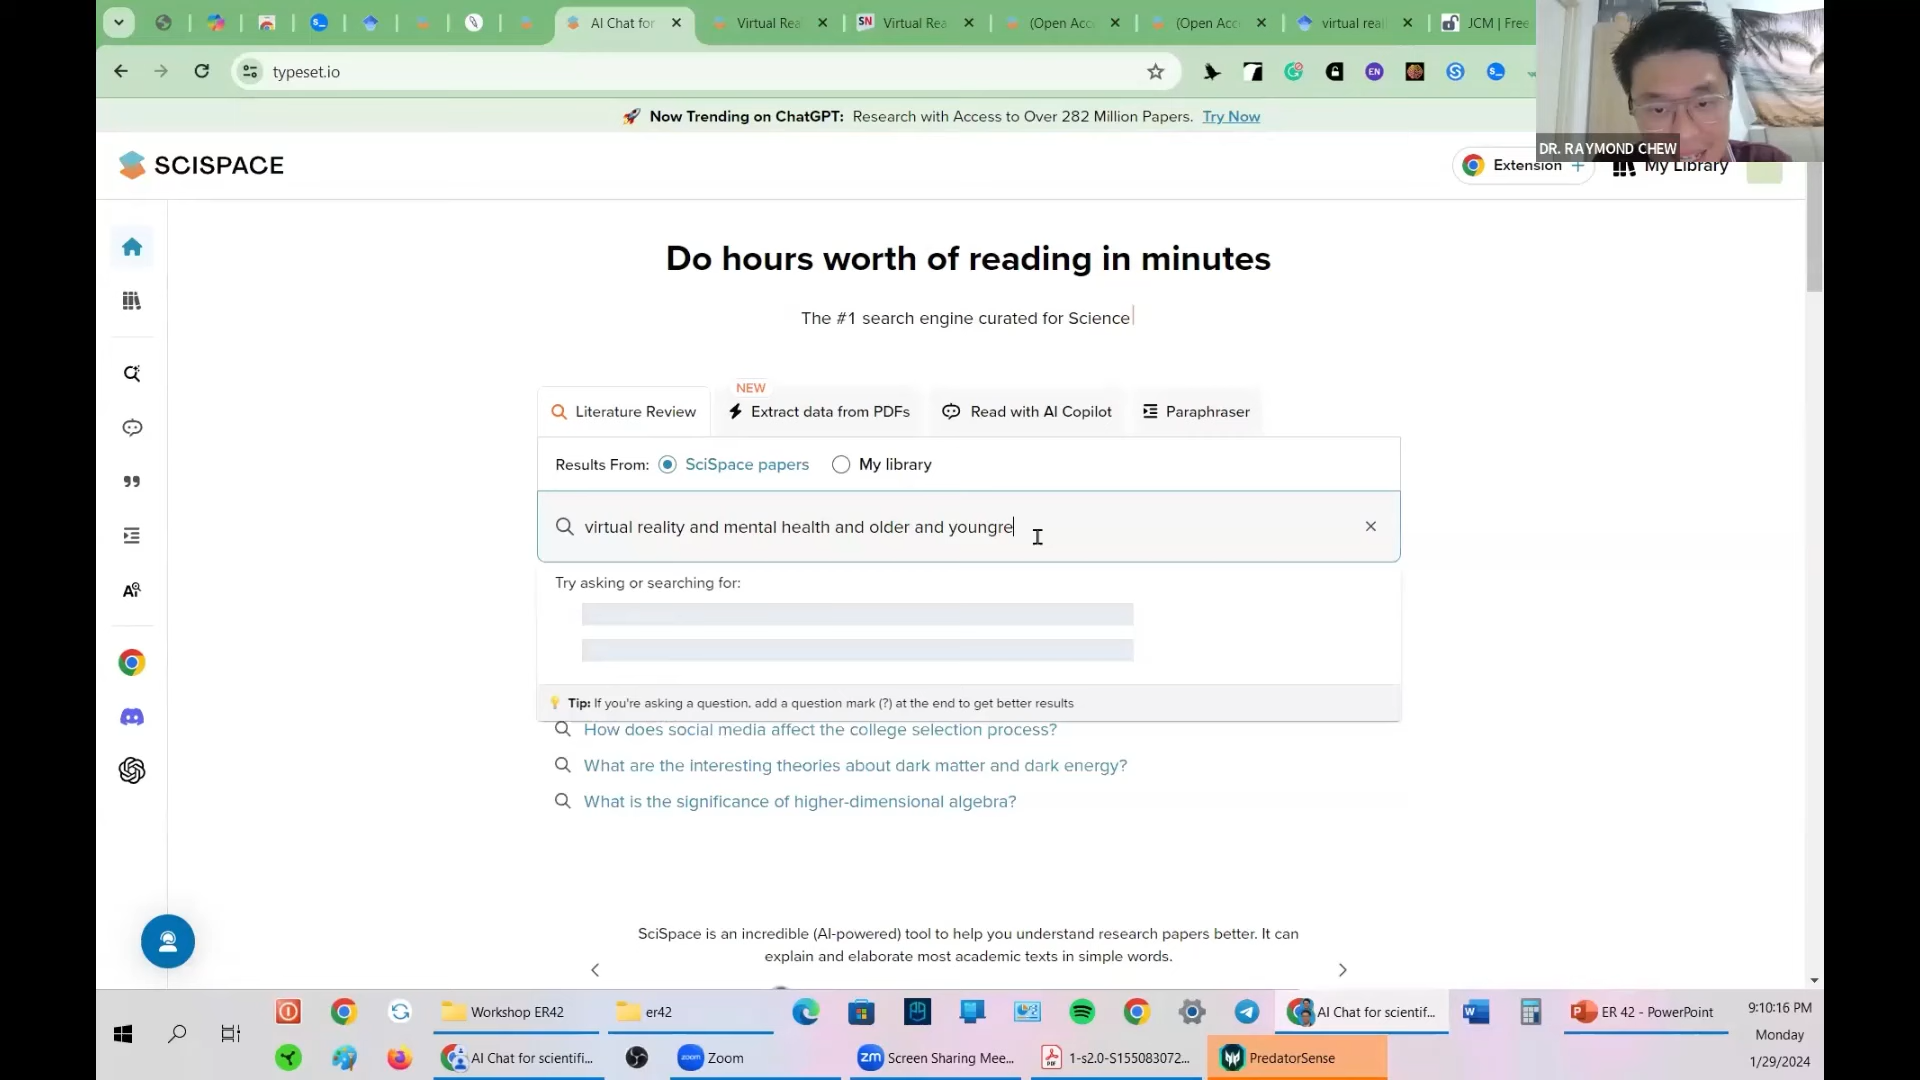 AI Chat for
Virtual Rea
Virtual Rea
(Open Acc
(Open Acc
virtual real
JCM | Free
typeset.io
EN
Now Trending on ChatGPT: Research with Access to Over 282 Million Papers. Try Now
DR. RAYMOND CHEW
SCISPACE
Extension +
My Library
Do hours worth of reading in minutes
The #1 search engine curated for Science
NEW
Literature Review
Extract data from PDFs
Read with AI Copilot
Paraphraser
Results From: SciSpace papers My library
virtual reality and mental health and older and youngre
Try asking or searching for:
Tip: If you're asking a question, add a question mark (?) at the end to get better results
How does social media affect the college selection process?
What are the interesting theories about dark matter and dark energy?
What is the significance of higher-dimensional algebra?
SciSpace is an incredible (AI-powered) tool to help you understand research papers better. It can
explain and elaborate most academic texts in simple words.
Workshop ER42
er42
AI Chat for scientif...
ER 42 - PowerPoint
9:10:16 PM
Monday
1/29/2024
AI Chat for scientifi...
zoom
Zoom
zm
Screen Sharing Mee...
1-s2.0-S155083072...
PredatorSense